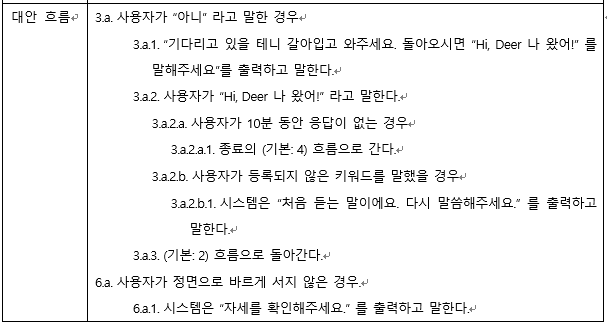 대안 흐름
3.a. 사용자가 “아니” 라고 말한 경우
3.a.1. “기다리고 있을 테니 갈아입고 와주세요. 돌아오시면 “Hi, Deer 나 왔어!” 를
말해주세요”를 출력하고 말한다.
3.a.2. 사용자가 “Hi, Deer 나 왔어!” 라고 말한다.
3.a.2.a. 사용자가 10분 동안 응답이 없는 경우
3.a.2.a.1. 종료의 (기본: 4) 흐름으로 간다.
3.a.2.b. 사용자가 등록되지 않은 키워드를 말했을 경우
3.a.2.b.1. 시스템은 “처음 듣는 말이에요. 다시 말씀해주세요.” 를 출력하고
말한다.
3.a.3. (기본: 2) 흐름으로 돌아간다.
6.a. 사용자가 정면으로 바르게 서지 않은 경우.
6.a.1. 시스템은 “자세를 확인해주세요.” 를 출력하고 말한다.